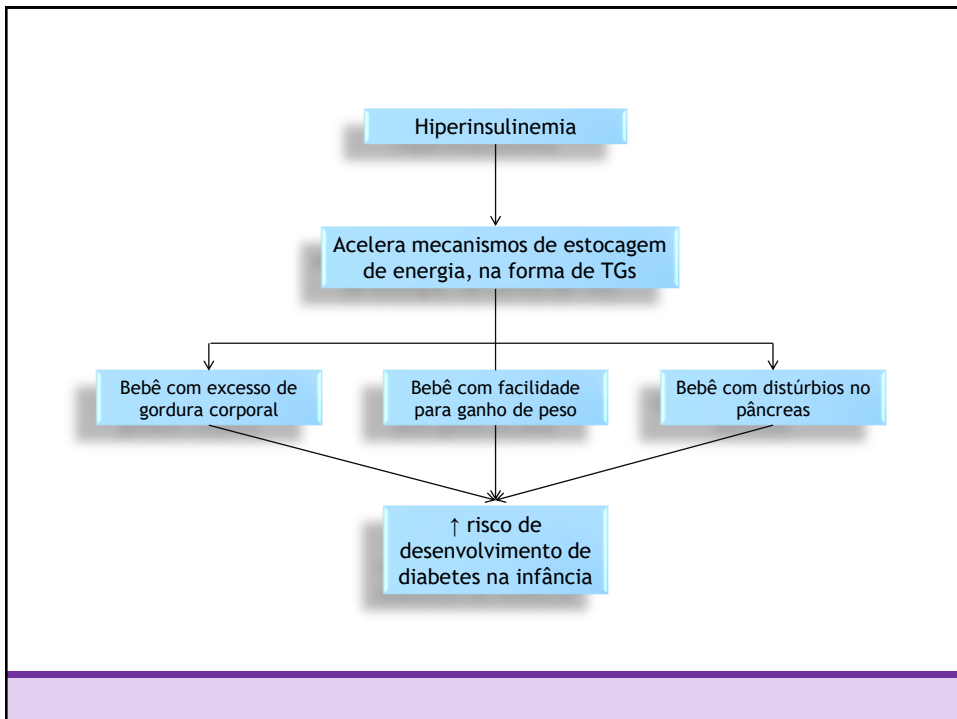 Hiperinsulinemia
Acelera mecanismos de estocagem
de energia, na forma de TGs
Bebê com excesso de
gordura corporal
Bebê com facilidade
para ganho de peso
Bebê com distúrbios no
pâncreas
↑ risco de
desenvolvimento de
diabetes na infância